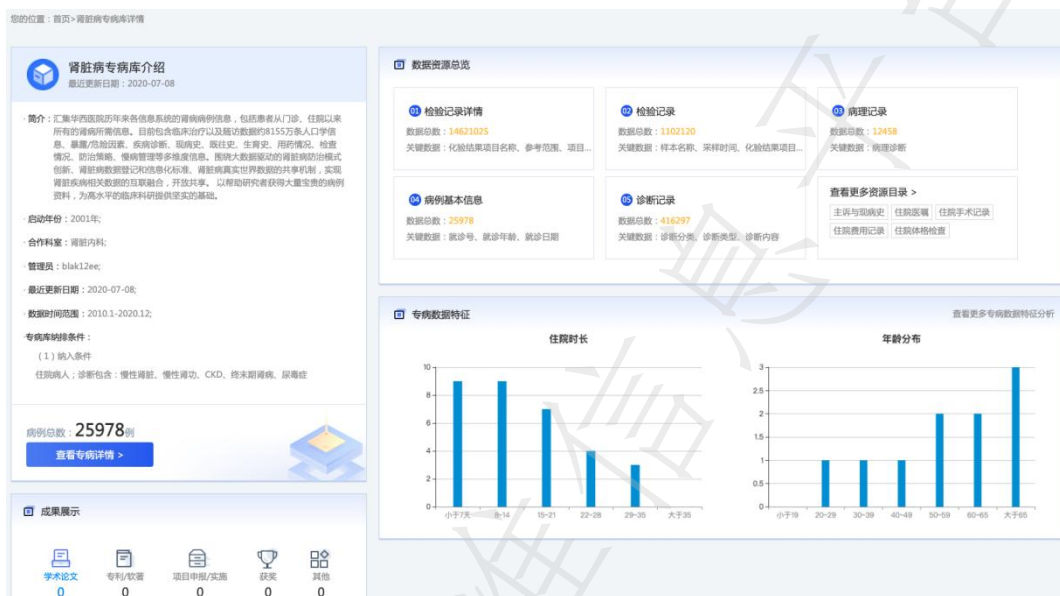 您的位置：首页>肾脏病专病库详情
肾脏病专病库介绍
最近更新日期：2020-07-08
· 简介：汇集华西医院历年来各信息系统的肾病病例信息，包括患者从门诊、住院以来
所有的肾病所需信息。目前包含临床治疗以及随访数据约8155万条人口学信
息、暴露/危险因素、疾病诊断、现病史、既往史、生育史、用药情况、检查
情况、防治策略、慢病管理等多维度信息。围绕大数据驱动的肾脏病防治模式
创新、肾脏病数据登记和信息化标准、肾脏病真实世界数据的共享机制，实现
肾脏疾病相关数据的互联融合，开放共享。 以帮助研究者获得大量宝贵的病例
资料，为高水平的临床科研提供坚实的基础。
· 启动年份：2001年;
· 合作科室：肾脏内科;
· 管理员：blak12ee;
· 最近更新日期：2020-07-08;
· 数据时间范围：2010.1-2020.12;
· 专病库纳排条件：
（1）纳入条件
住院病人；诊断包含：慢性肾脏、慢性肾功、CKD、终末期肾病、尿毒症
病例总数：25978例
查看专病详情 >
成果展示
学术论文 专利/软著 项目申报/实施 获奖 其他
0 0 0 0 0
数据资源总览
01 检验记录详情
数据总数：14621025
关键数据：化验结果项目名称、参考范围、项目...
02 检验记录
数据总数：1102120
关键数据：样本名称、采样时间、化验结果项目...
03 病理记录
数据总数：12458
关键数据：病理诊断
04 病例基本信息
数据总数：25978
关键数据：就诊号、就诊年龄、就诊日期
05 诊断记录
数据总数：416297
关键数据：诊断分类、诊断类型、诊断内容
查看更多资源目录 >
主诉与现病史 住院医嘱 住院手术记录
住院费用记录 住院体格检查
专病数据特征
查看更多专病数据特征分析
住院时长
10
8
6
4
2
0
小于7天 8-14 15-21 22-28 29-35 大于35
年龄分布
3
2.5
2
1.5
1
0.5
0
小于19 20-29 30-39 40-49 50-59 60-65 大于65